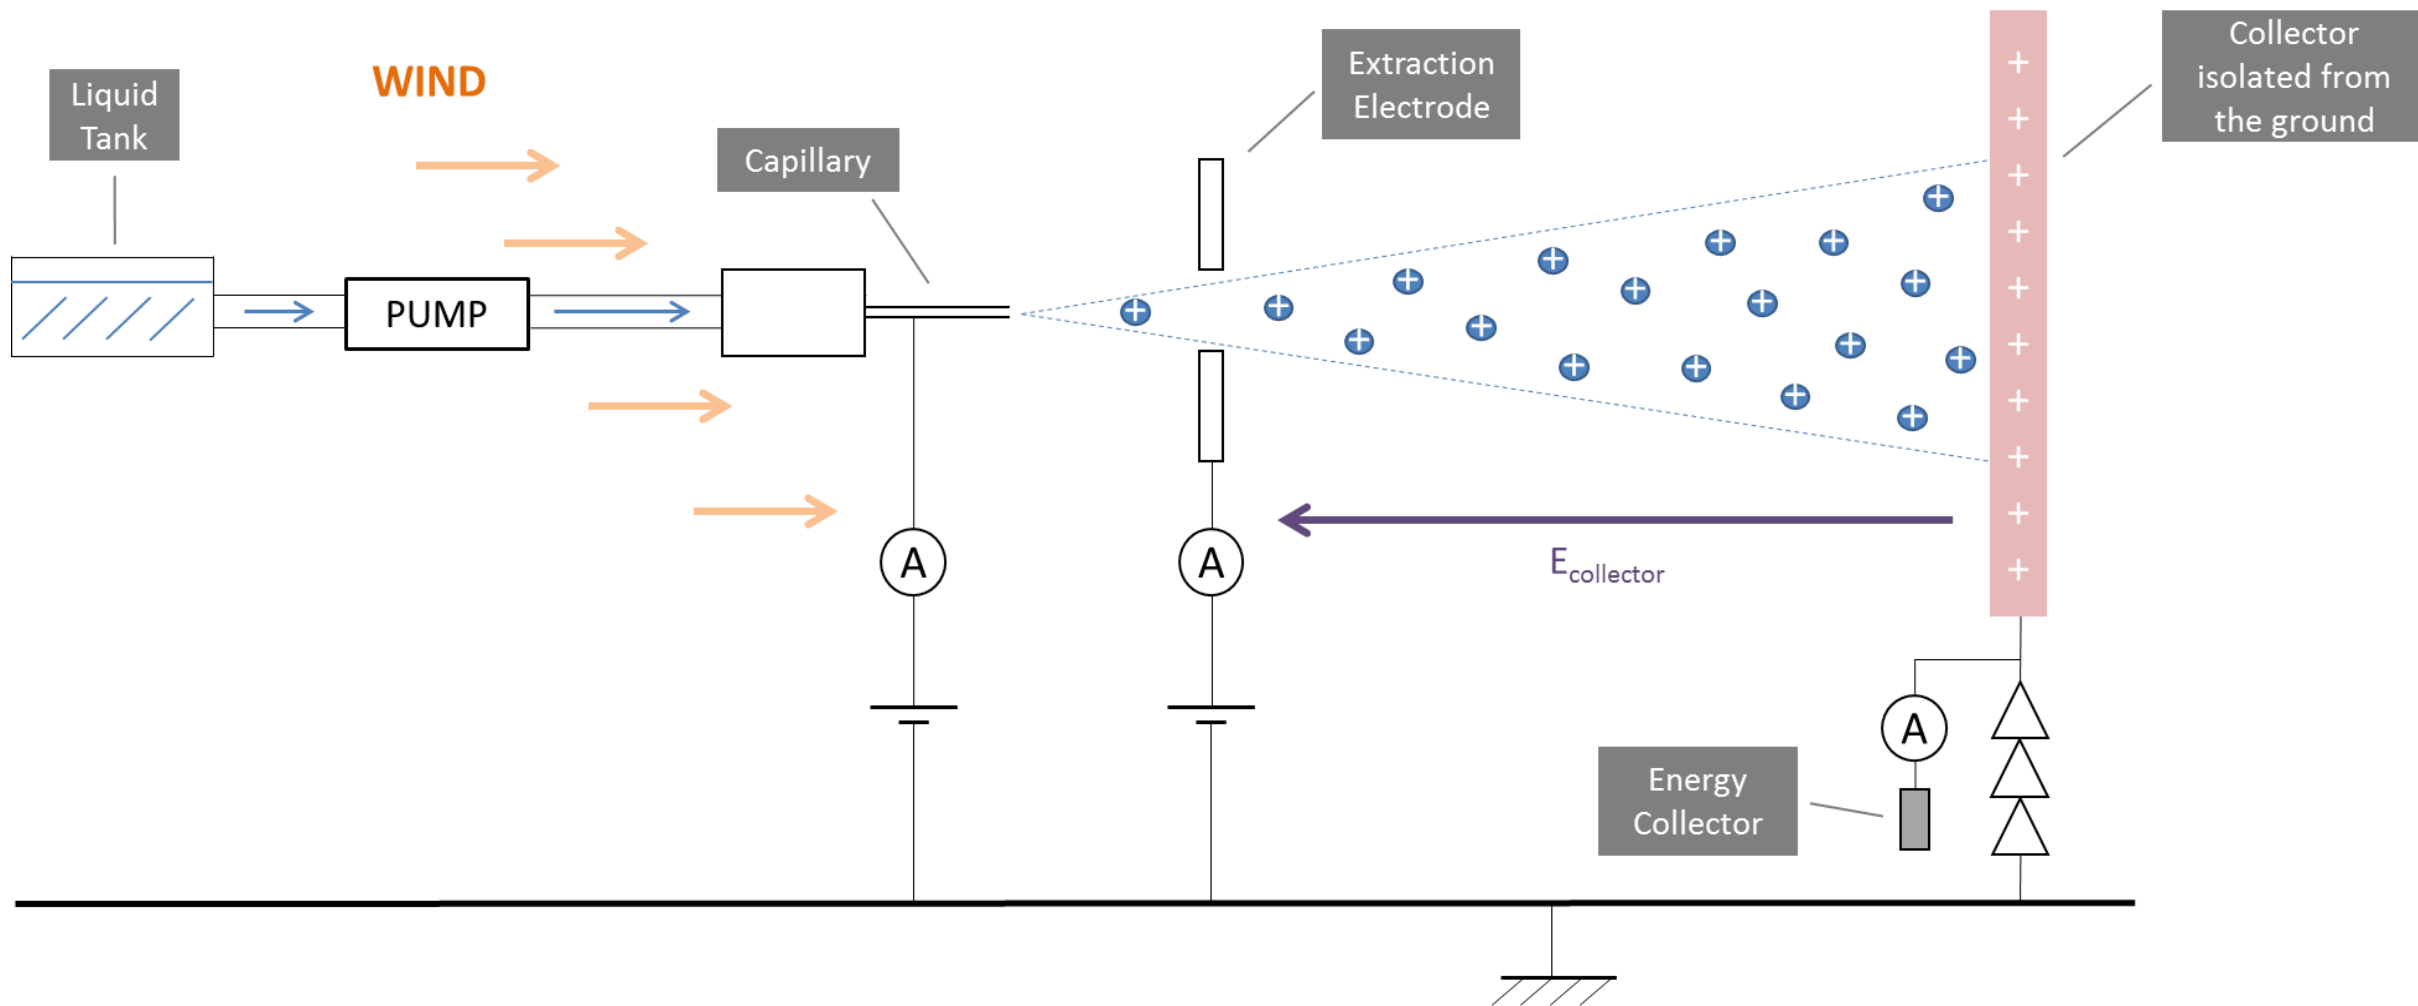 Liquid
Tank
WIND
Capillary
Extraction
Electrode
Collector
isolated from
the ground
PUMP
+ + + + + + + + + + + + + + + + + +
+
+
+
+
+
+
+
+
+
+
E collector
A
A
A
Energy
Collector